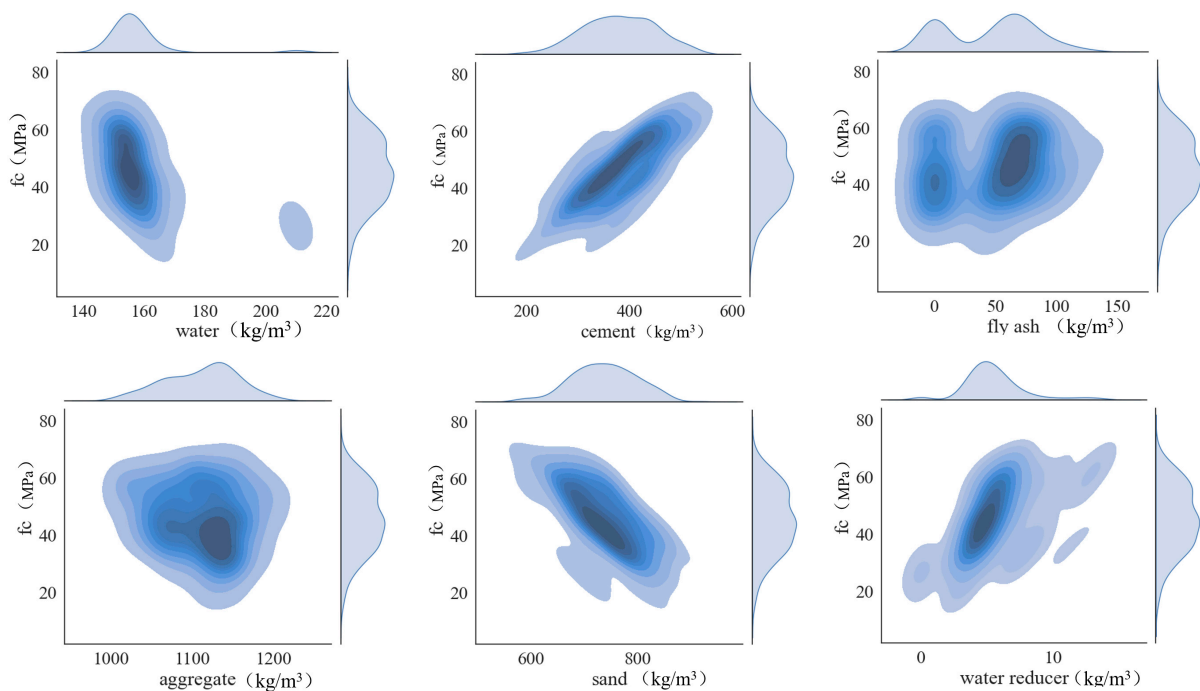 80
60
40
20
fc（MPa）
140 160 180 200 220
water（kg/m³）
80
60
40
20
fc（MPa）
200 400 600
cement（kg/m³）
80
60
40
20
fc（MPa）
0 50 100 150
fly ash （kg/m³）
80
60
40
20
fc（MPa）
1000 1100 1200
aggregate （kg/m³）
80
60
40
20
fc（MPa）
600 800
sand （kg/m³）
80
60
40
20
fc（MPa）
0 10
water reducer（kg/m³）